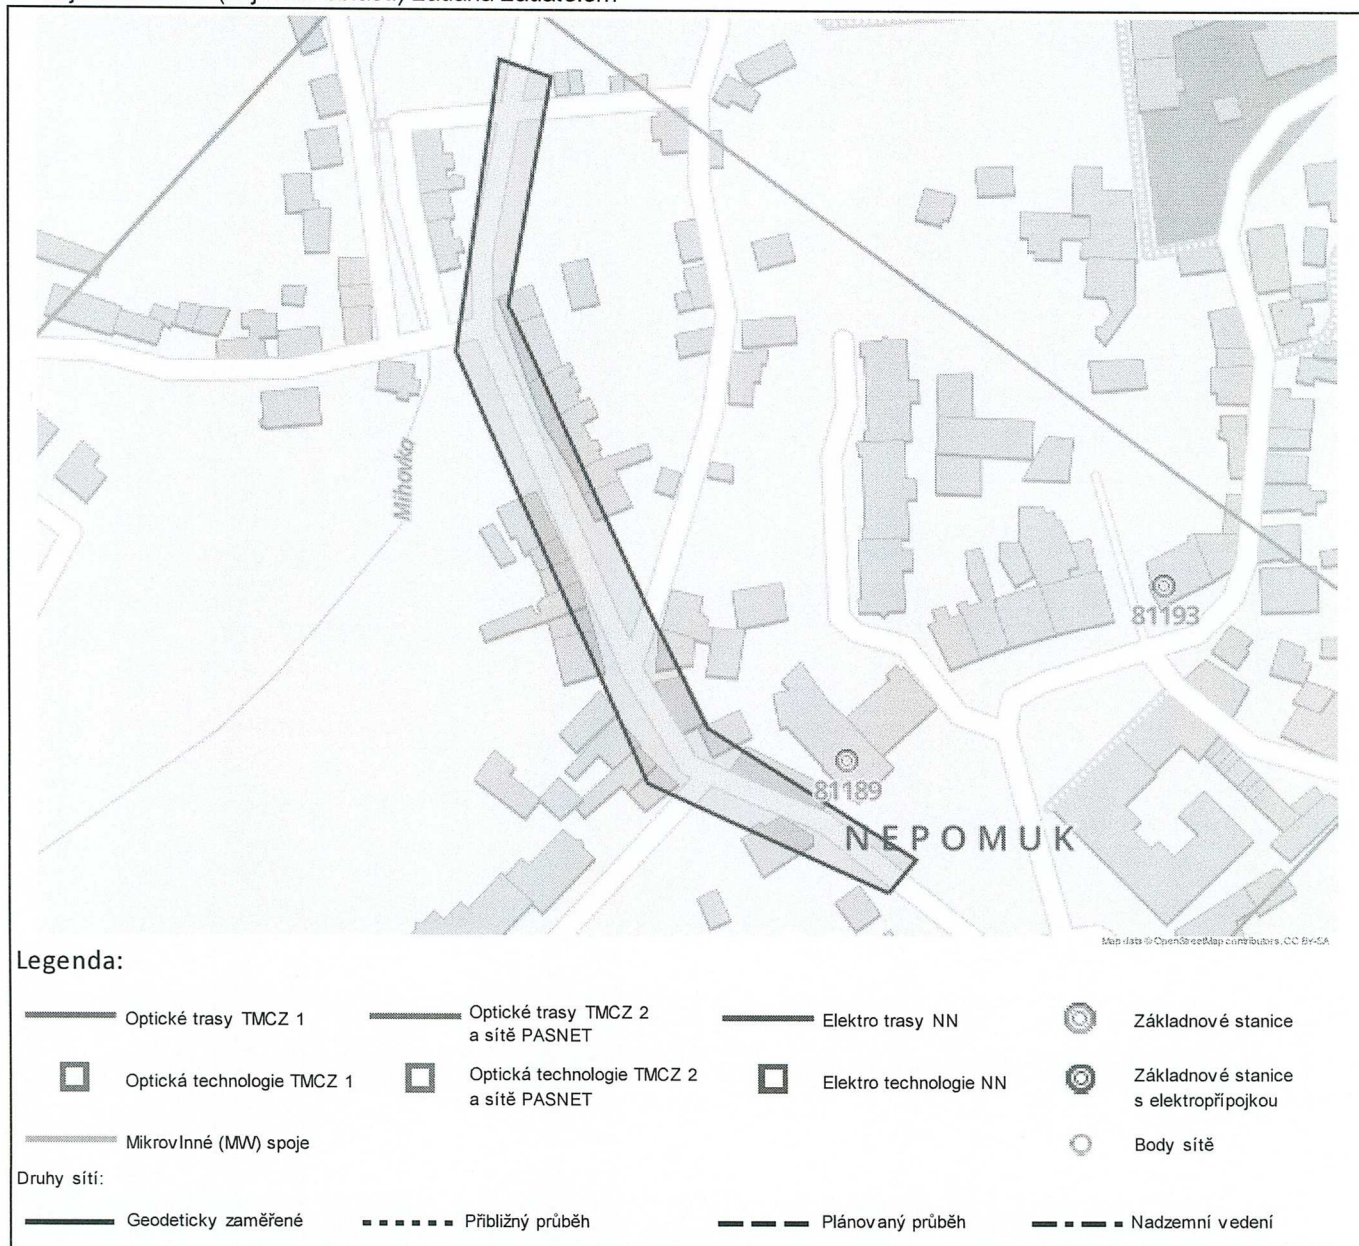 Mihovka
81193
81189
NEPOMUK
Map data © OpenStreetMap contributors, CC BY-SA
Legenda:
Optické trasy TMCZ 1
Optické trasy TMCZ 2
a sítě PASNET
Elektro trasy NN
Základnové stanice
Optická technologie TMCZ 1
Optická technologie TMCZ 2
a sítě PASNET
Elektro technologie NN
Základnové stanice
s elektropřípojkou
Mikrovlnné (MW) spoje
Body sítě
Druhy sítí:
Geodeticky zaměřené
Přibližný průběh
Plánovaný průběh
Nadzemní vedení